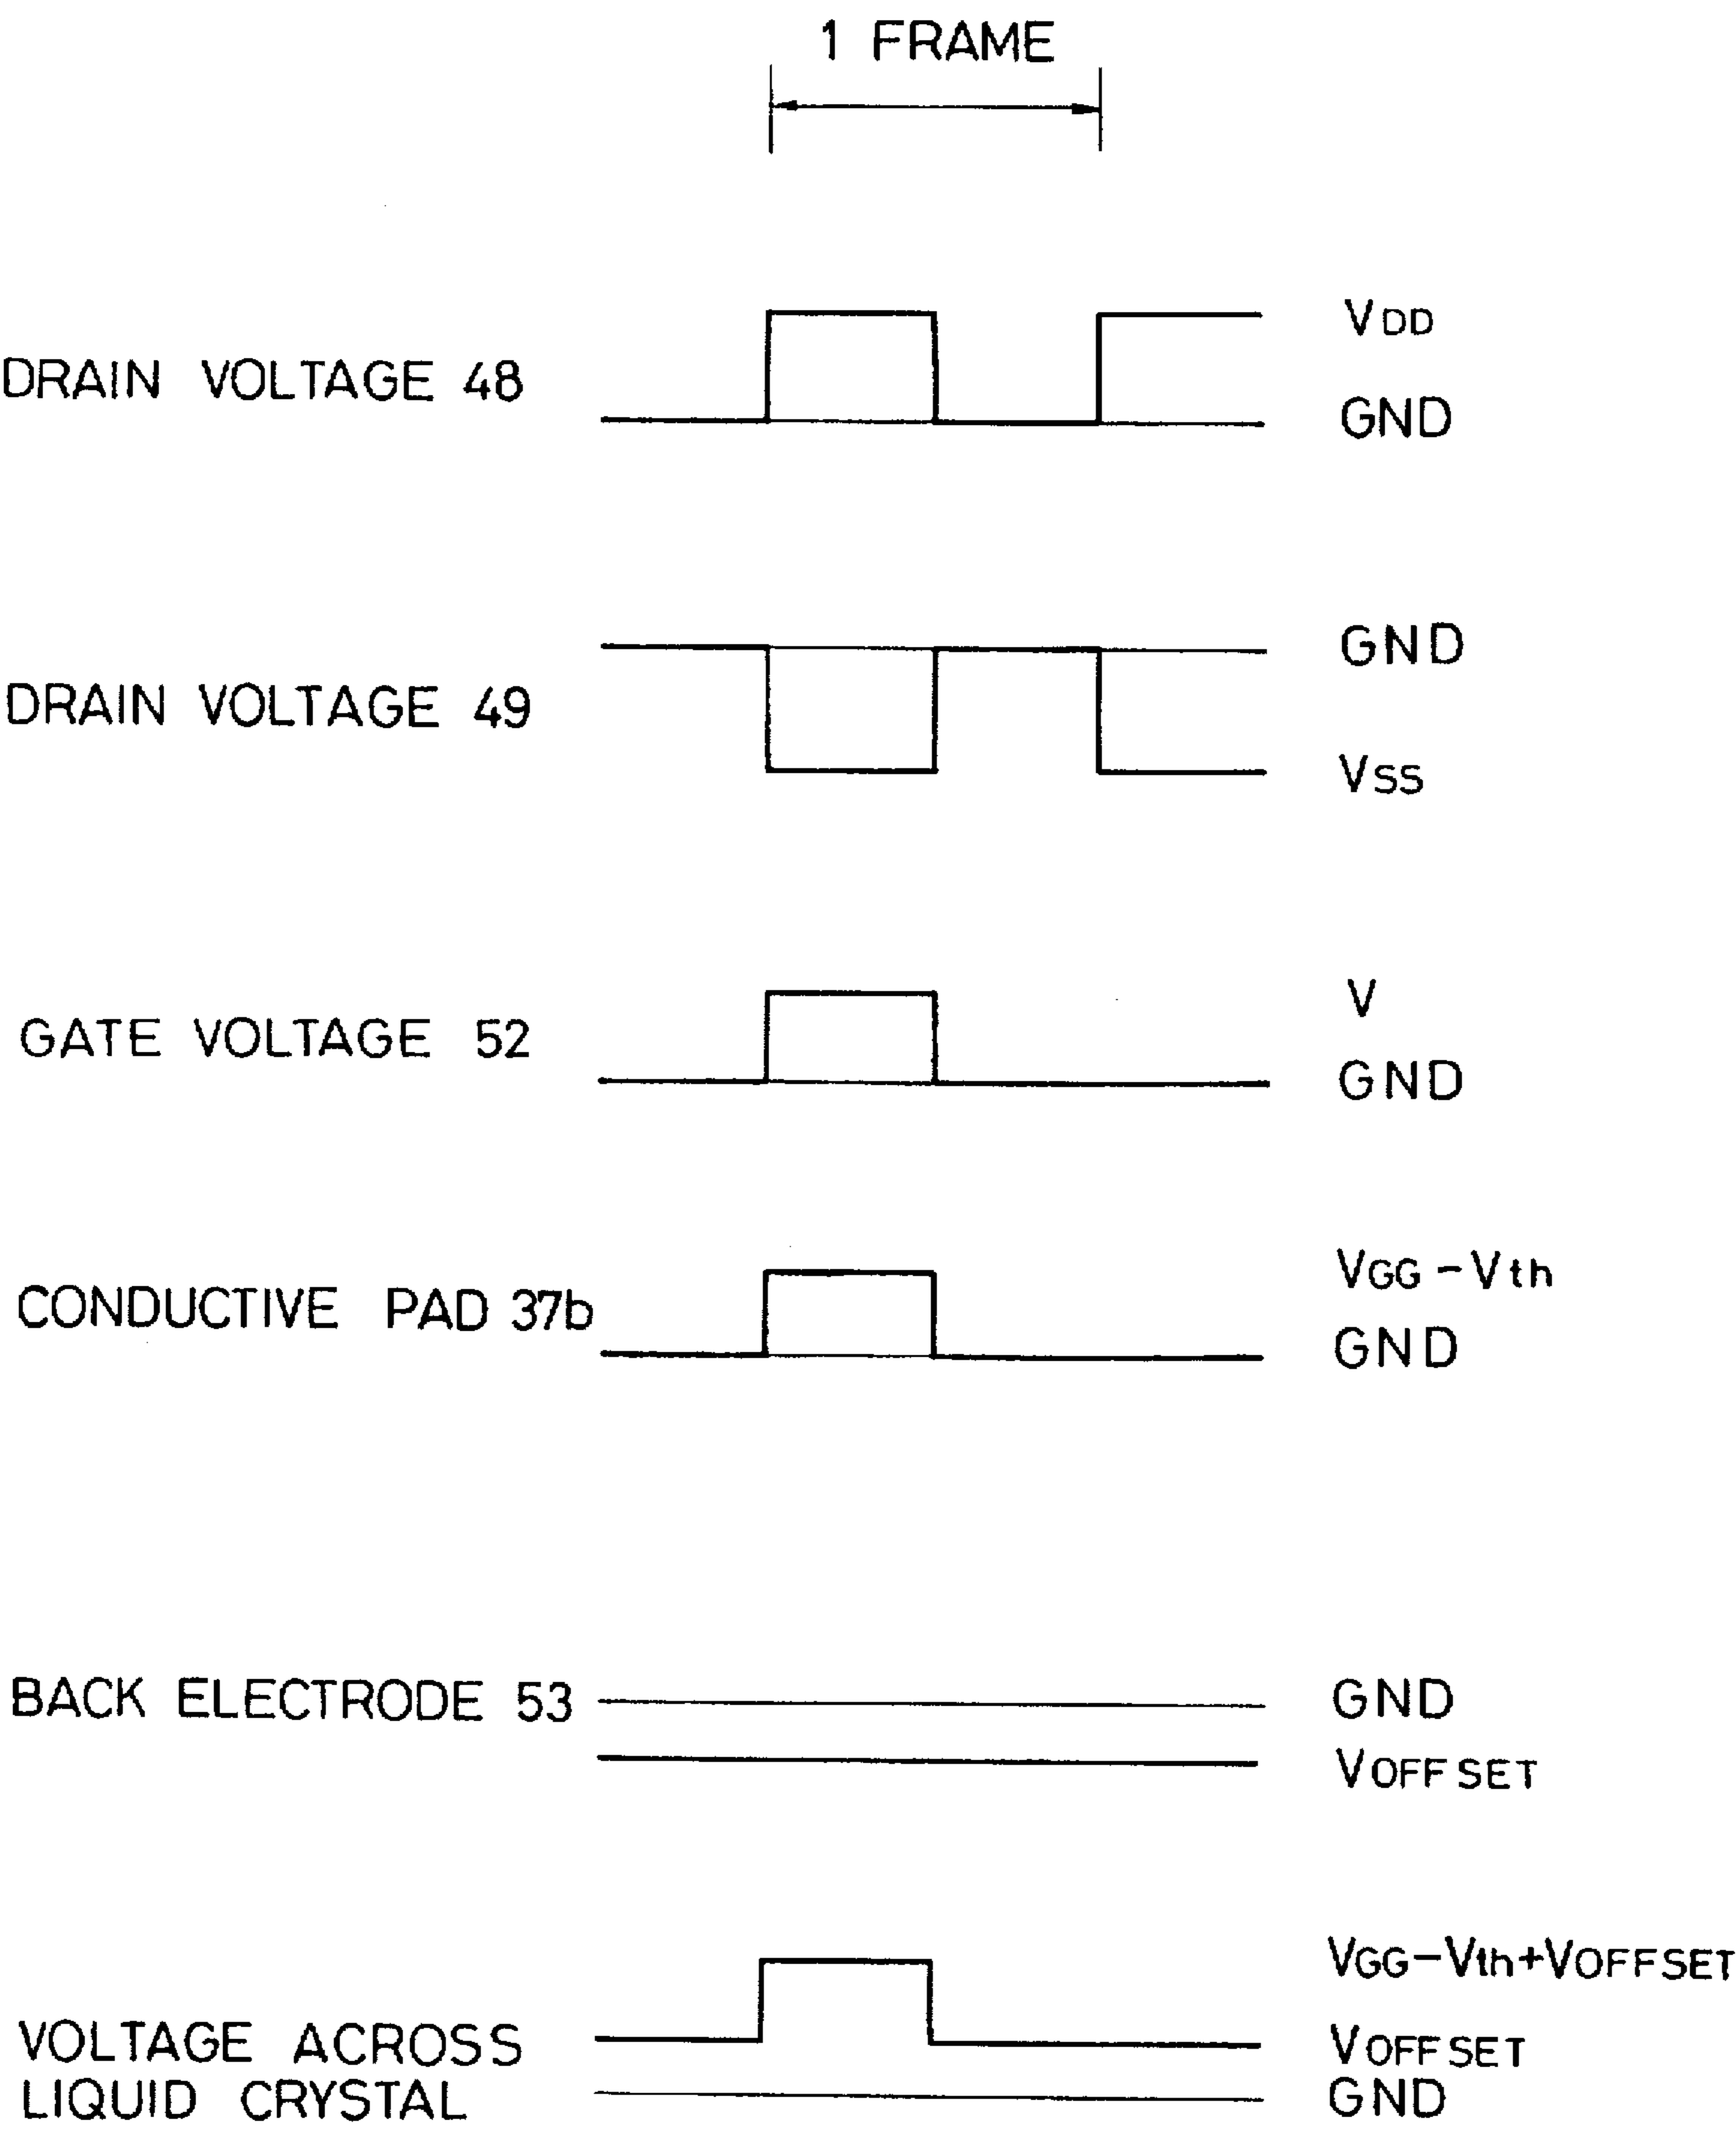 1 FRAME
VDD
DRAIN VOLTAGE 48
GND
GND
DRAIN VOLTAGE 49
VSS
V
GATE VOLTAGE 52
GND
VGG-Vth
CONDUCTIVE PAD 37b
GND
BACK ELECTRODE 53
GND
VOFFSET
VGG-Vth+VOFFSET
VOLTAGE ACROSS
VOFFSET
LIQUID CRYSTAL
GND